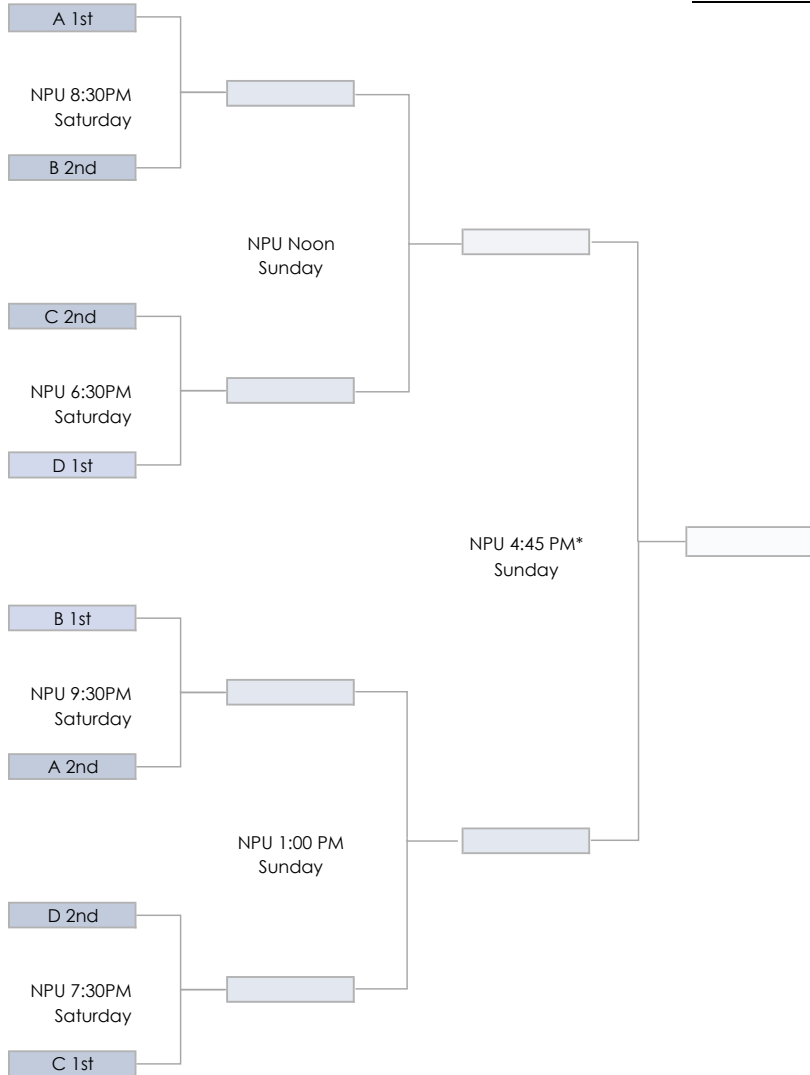 A 1st
NPU 8:30PM
Saturday
B 2nd
NPU Noon
Sunday
C 2nd
NPU 6:30PM
Saturday
D 1st
NPU 4:45 PM*
Sunday
B 1st
NPU 9:30PM
Saturday
A 2nd
NPU 1:00 PM
Sunday
D 2nd
NPU 7:30PM
Saturday
C 1st